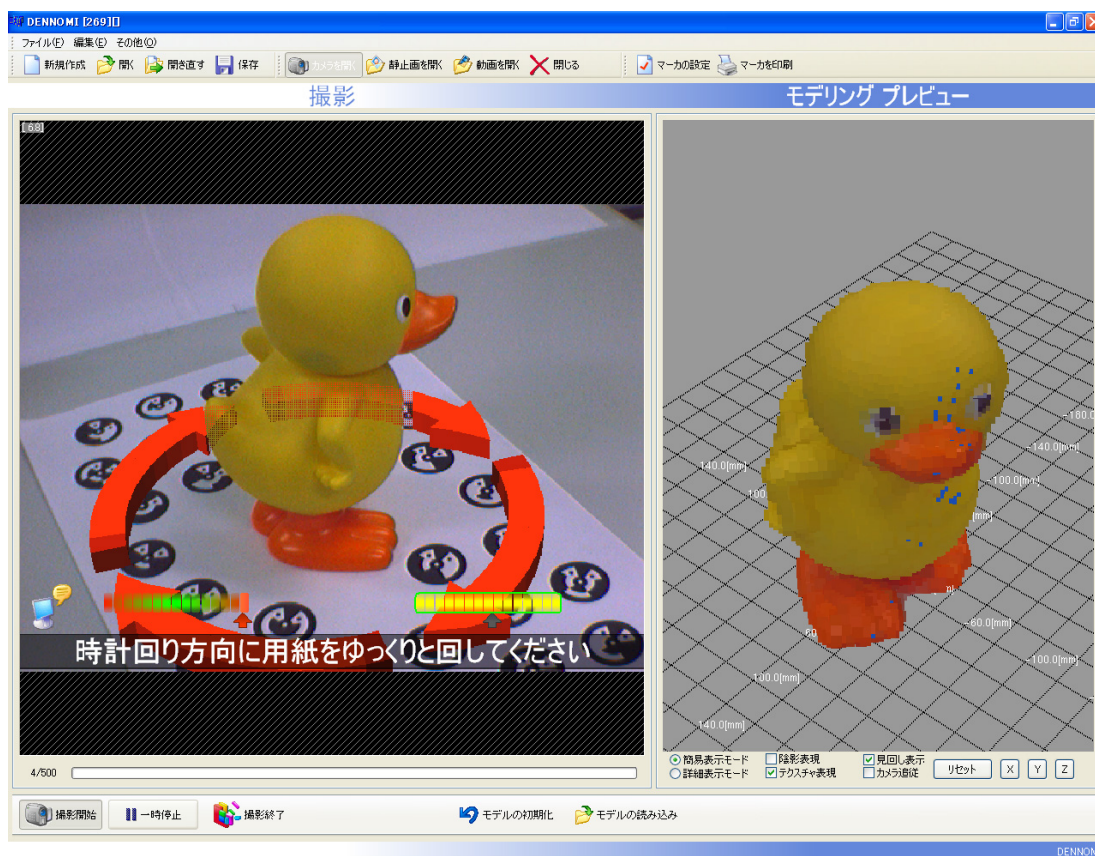 DENNOMI [269][]
ファイル(F) 編集(E) その他(O)
新規作成 開く 開き直す 保存 カメラを開く 静止画を開く 動画を開く 閉じる マーカの設定 マーカを印刷
撮影
モデリング プレビュー
[68]
-180.0
-140.0[mm]
-100.0[mm]
[mm]
140.0[mm]
100.
-60.0[mm]
-100.0[mm]
100.0[mm]
140.0[mm]
時計回り方向に用紙をゆっくりと回してください
4/500
簡易表示モード 陰影表現 見回し表示
詳細表示モード テクスチャ表現 カメラ追従 リセット X Y Z
撮影開始 一時停止 撮影終了 モデルの初期化 モデルの読み込み
DENNOM